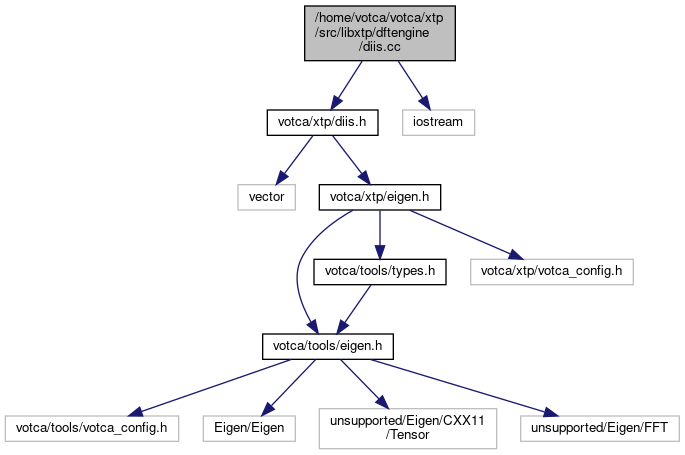 /home/votca/votca/xtp
/src/libxtp/dftengine
/diis.cc
votca/xtp/diis.h
iostream
vector
votca/xtp/eigen.h
votca/tools/types.h
votca/xtp/votca_config.h
votca/tools/eigen.h
votca/tools/votca_config.h
Eigen/Eigen
unsupported/Eigen/CXX11
/Tensor
unsupported/Eigen/FFT